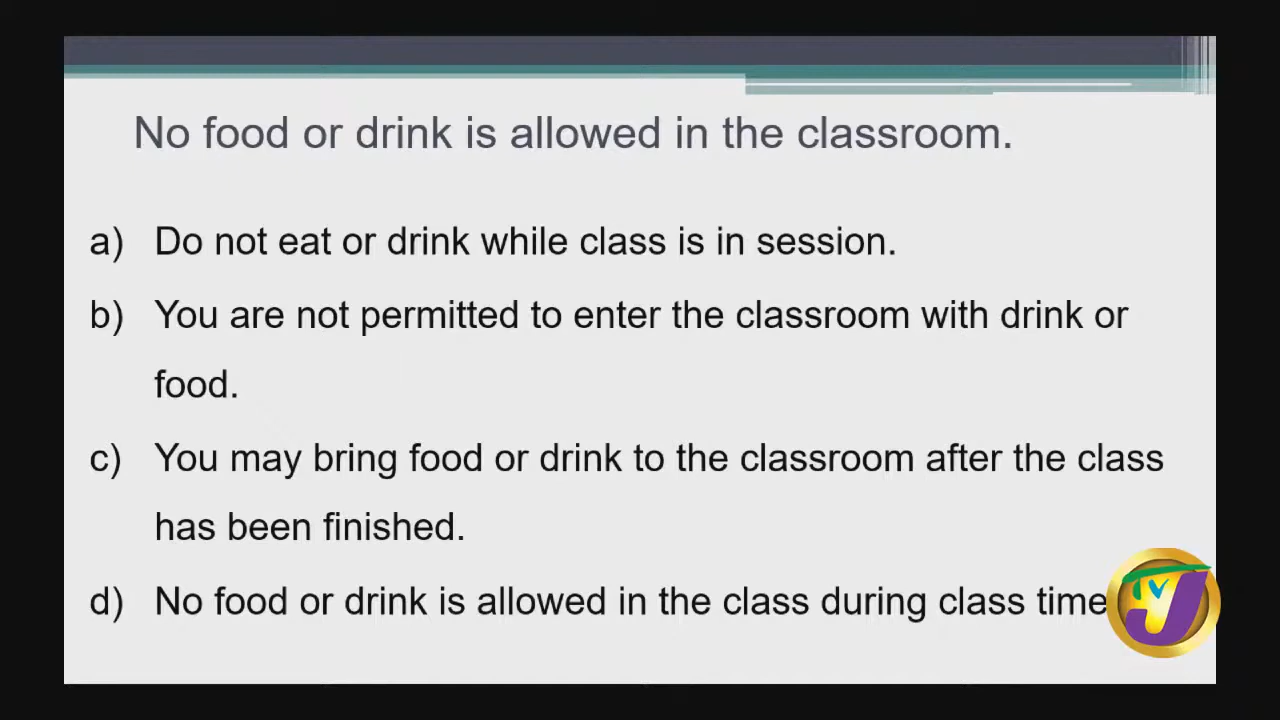 No food or drink is allowed in the classroom.
a) Do not eat or drink while class is in session.
b) You are not permitted to enter the classroom with drink or
food.
c) You may bring food or drink to the classroom after the class
has been finished.
d) No food or drink is allowed in the class during class time
TVJ